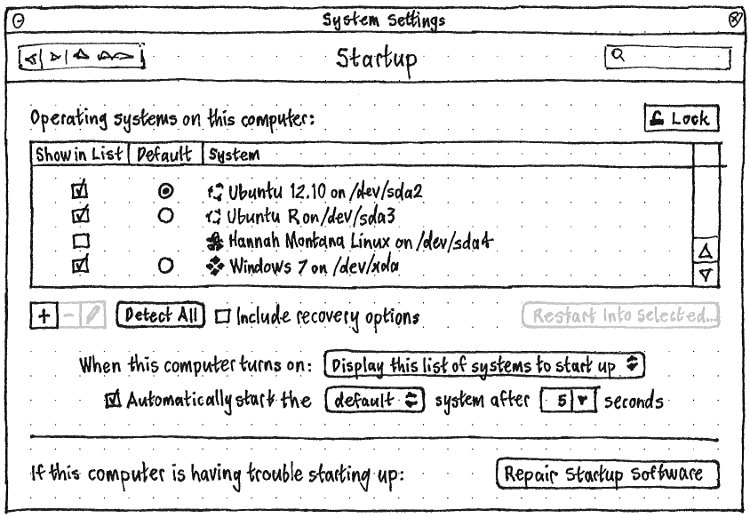 System Settings
Startup
Operating systems on this computer:
Lock
Show in List Default System
Ubuntu 12.10 on /dev/sda2
Ubuntu R on /dev/sda3
Hannah Montana Linux on /dev/sda4
Windows 7 on /dev/xda
+ - Detect All Include recovery options Restart Into Selected...
When this computer turns on: Display this list of systems to start up
Automatically start the default system after 5 seconds
If this computer is having trouble starting up: Repair Startup Software